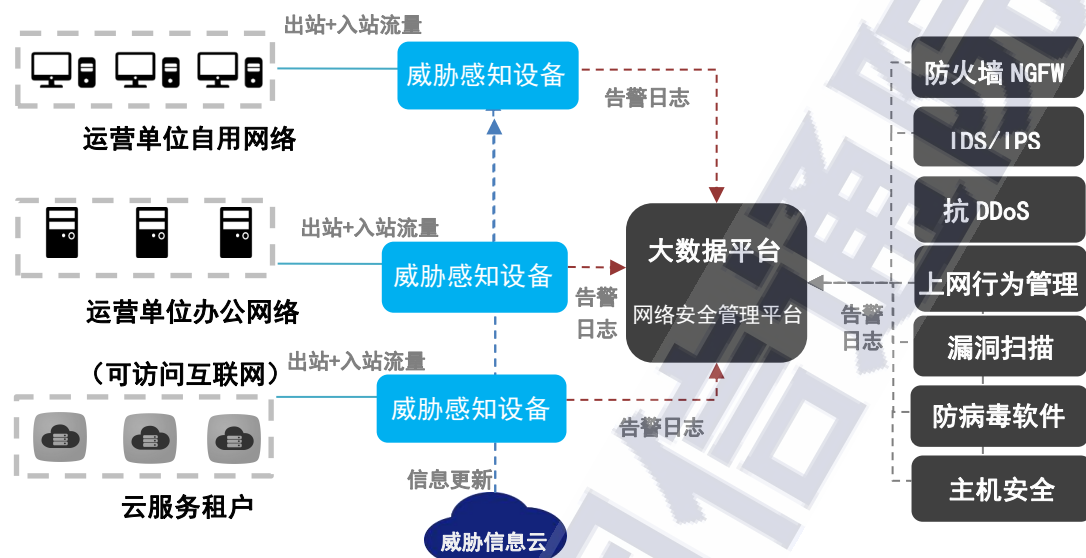 出站+入站流量
威胁感知设备
告警日志
运营单位自用网络
防火墙 NGFW
IDS/IPS
抗 DDoS
上网行为管理
漏洞扫描
防病毒软件
主机安全
出站+入站流量
威胁感知设备
告警
日志
运营单位办公网络
大数据平台
网络安全管理平台
告警
日志
(可访问互联网)
出站+入站流量
威胁感知设备
告警日志
云服务租户
信息更新
威胁信息云